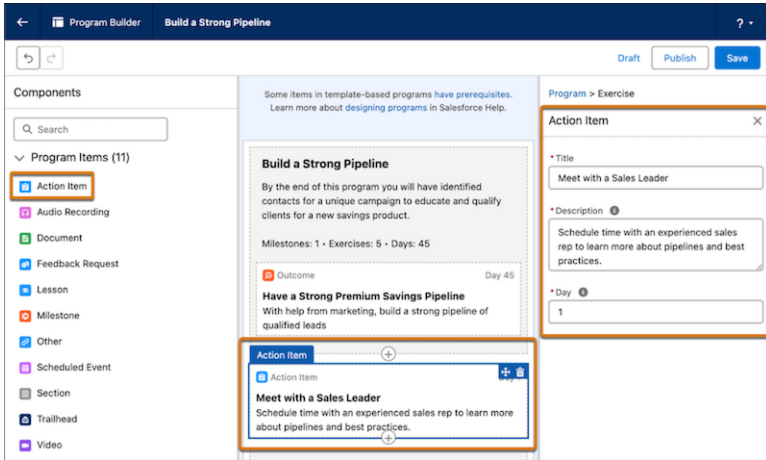 Program Builder
Build a Strong Pipeline
?
Draft
Publish
Save
Components
Search
Program Items (11)
Action Item
Audio Recording
Document
Feedback Request
Lesson
Milestone
Other
Scheduled Event
Section
Trailhead
Video
Some items in template-based programs have prerequisites.
Learn more about designing programs in Salesforce Help.
Build a Strong Pipeline
By the end of this program you will have identified
contacts for a unique campaign to educate and qualify
clients for a new savings product.
Milestones: 1 • Exercises: 5 • Days: 45
Outcome
Day 45
Have a Strong Premium Savings Pipeline
With help from marketing, build a strong pipeline of
qualified leads
Action Item
Action Item
Meet with a Sales Leader
Schedule time with an experienced sales rep to learn more
about pipelines and best practices.
Program > Exercise
Action Item
* Title
Meet with a Sales Leader
* Description
Schedule time with an experienced sales
rep to learn more about pipelines and best
practices.
* Day
1